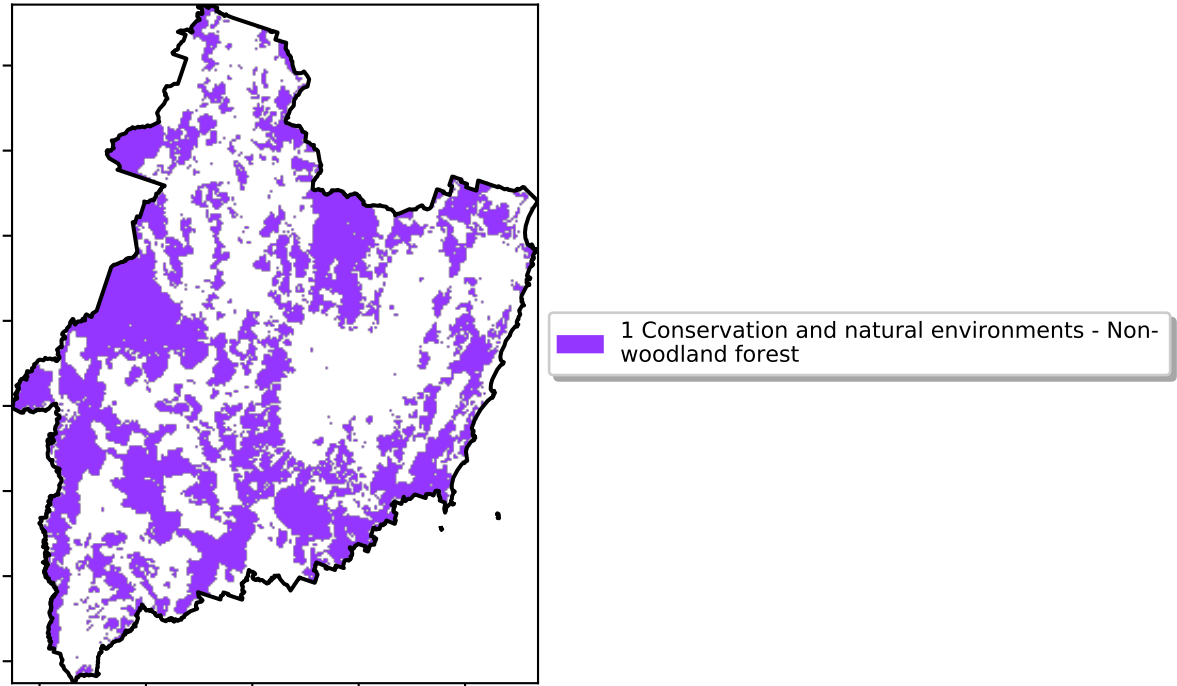 1 Conservation and natural environments - Non-
woodland forest